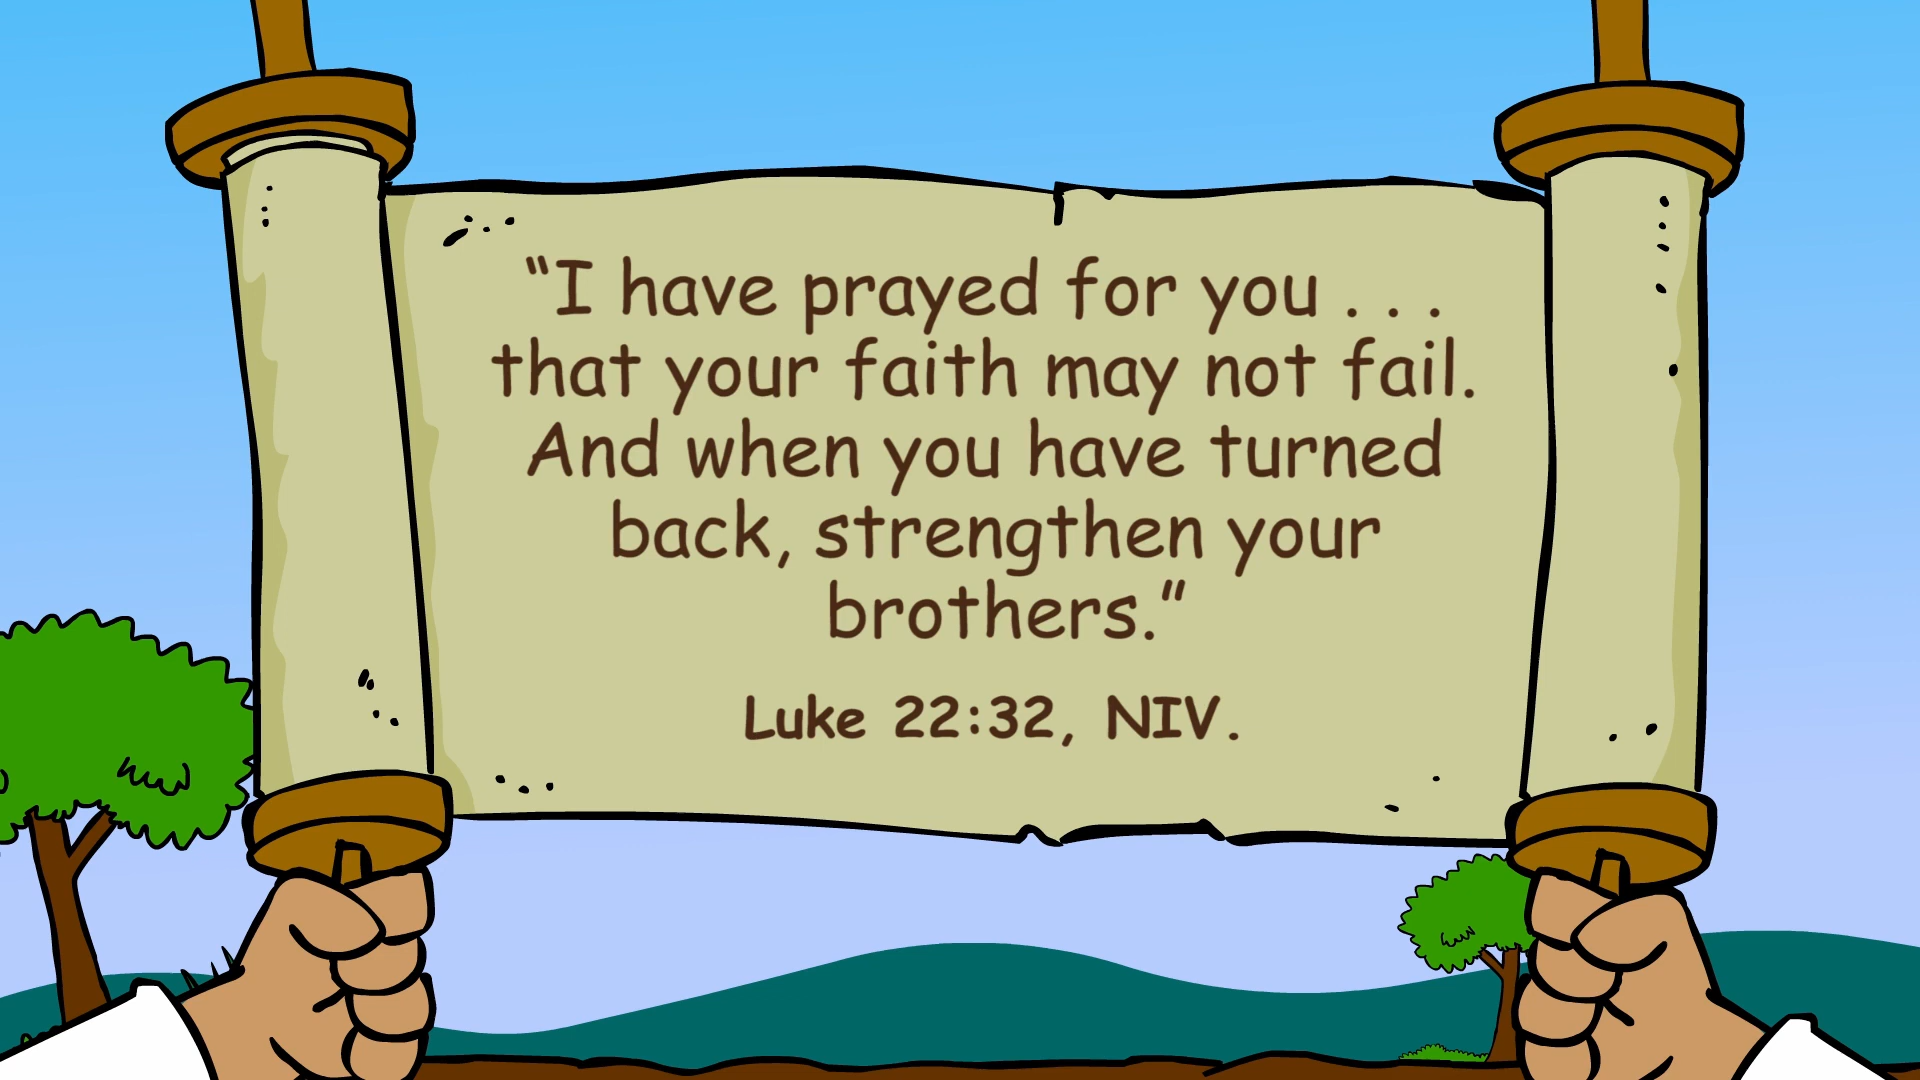 “I have prayed for you . . .
that your faith may not fail.
And when you have turned
back, strengthen your
brothers.”
Luke 22:32, NIV.